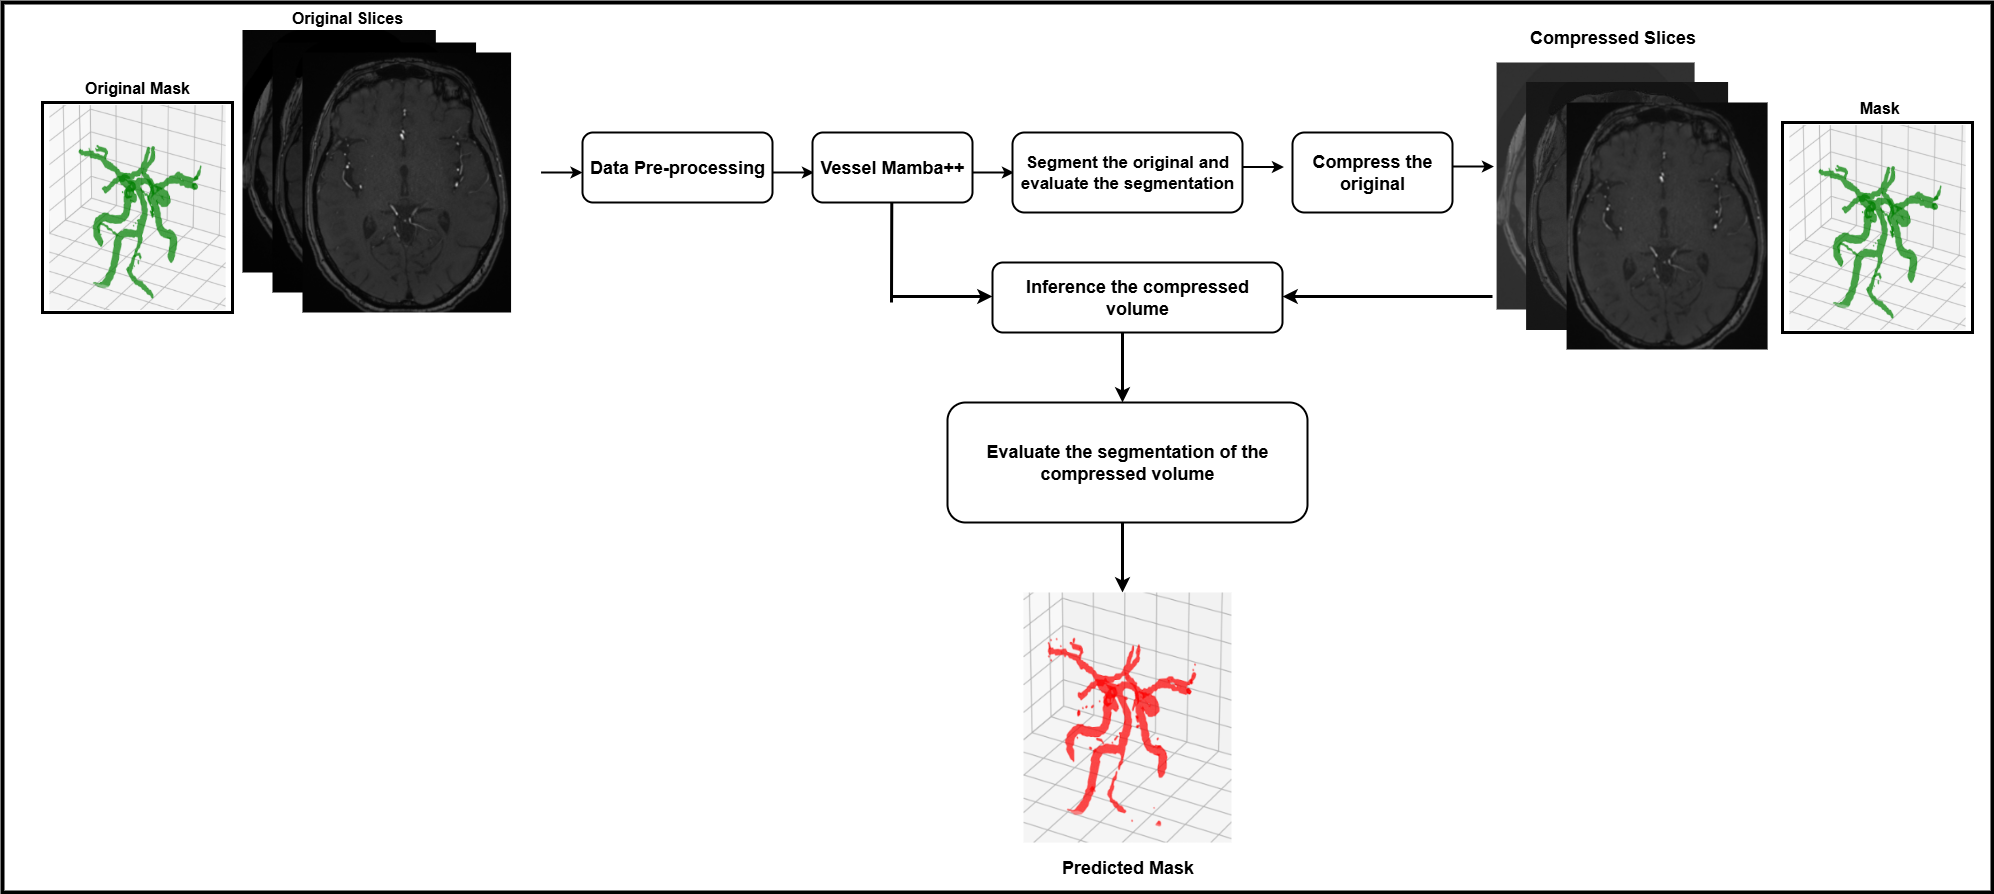 Original Slices
Original Mask
Data Pre-processing
Vessel Mamba++
Segment the original and
evaluate the segmentation
Compress the
original
Compressed Slices
Mask
Inference the compressed
volume
Evaluate the segmentation of the
compressed volume
Predicted Mask